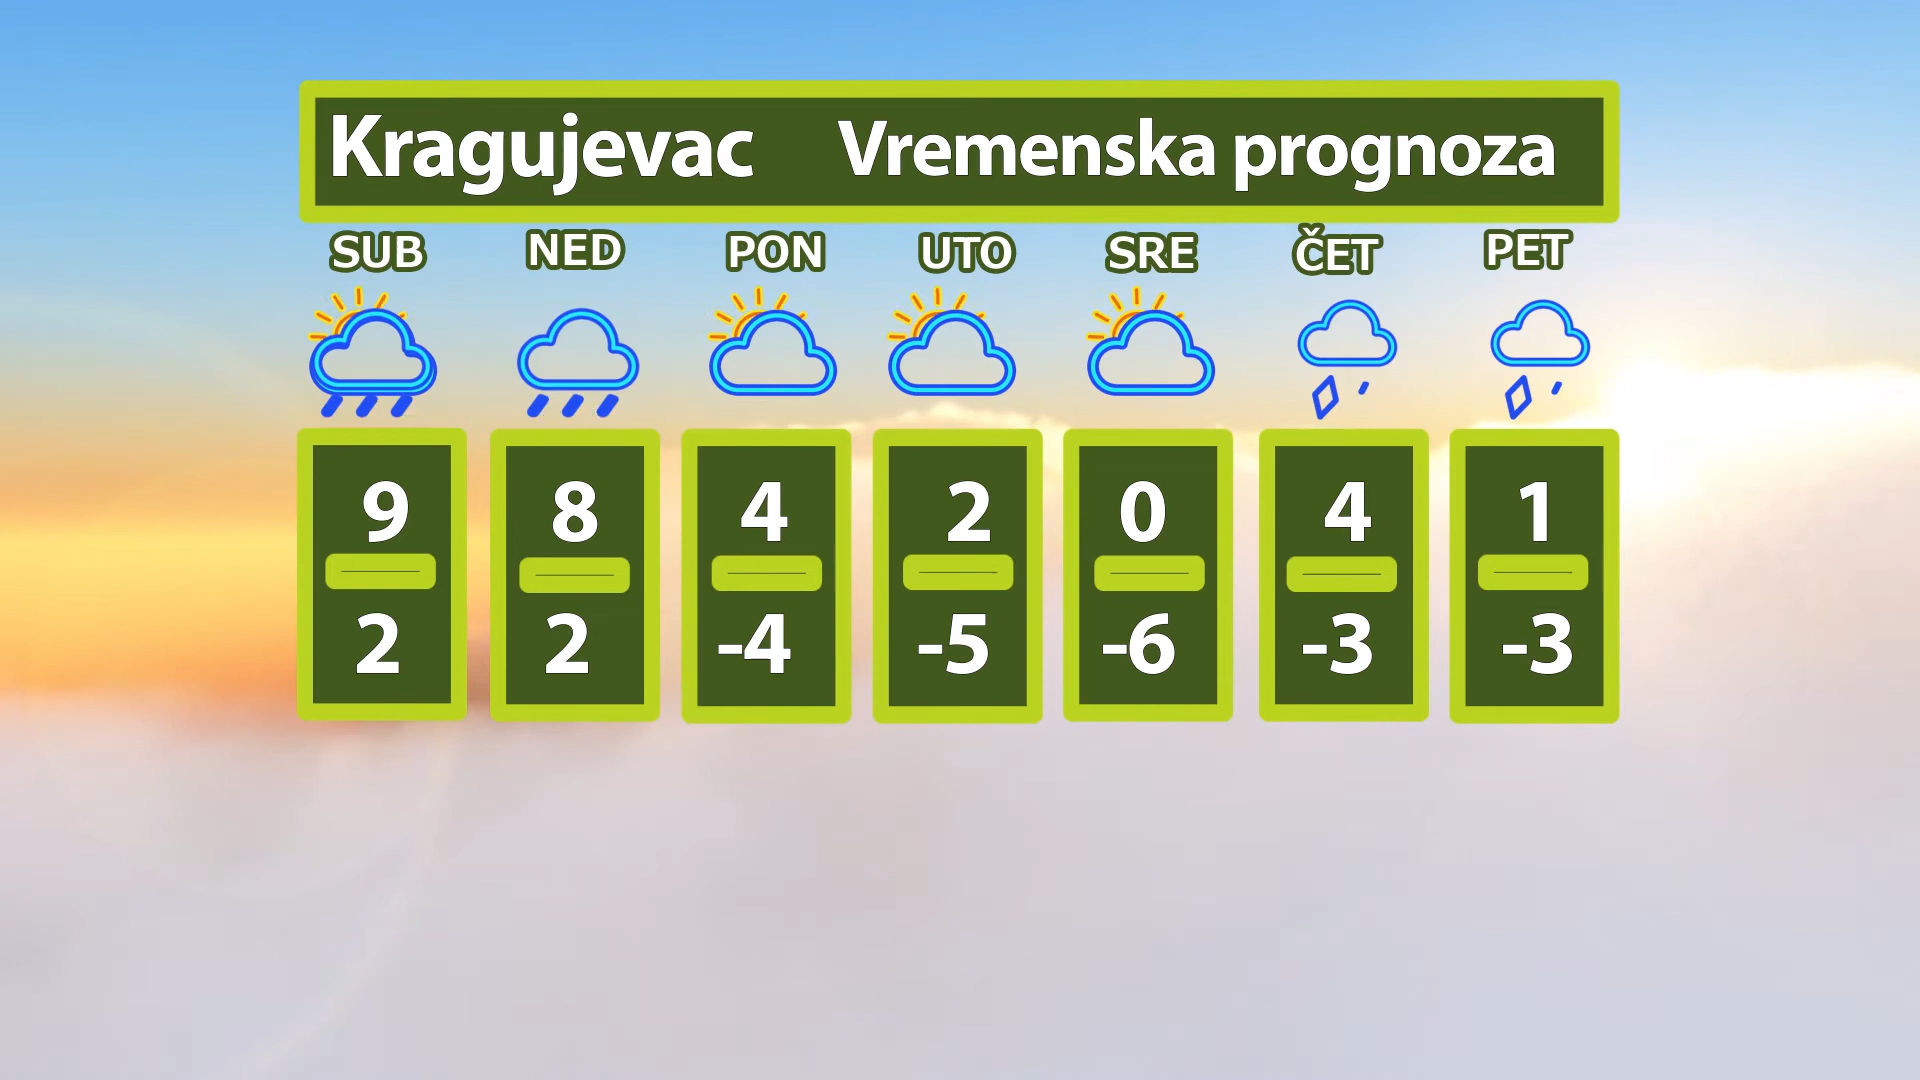 Kragujevac Vremenska prognoza
SUB NED PON UTO SRE ČET PET
9 8 4 2 0 4 1
2 2 -4 -5 -6 -3 -3